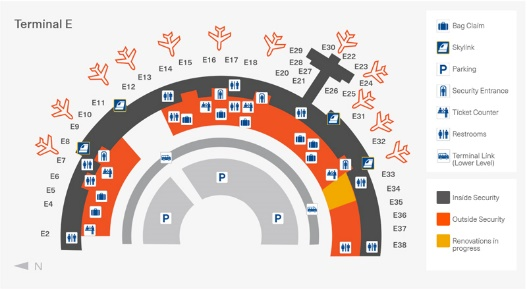 Terminal E
E2
E4
E5
E6
E7
E8
E9
E10
E11
E12
E13
E14
E15
E16
E17
E18
E20
E21
E22
E23
E24
E25
E26
E27
E28
E29
E30
E31
E32
E33
E34
E35
E36
E37
E38
P
P
P
N
Bag Claim
Skylink
P Parking
Security Entrance
Ticket Counter
Restrooms
Terminal Link
(Lower Level)
Inside Security
Outside Security
Renovations in
progress